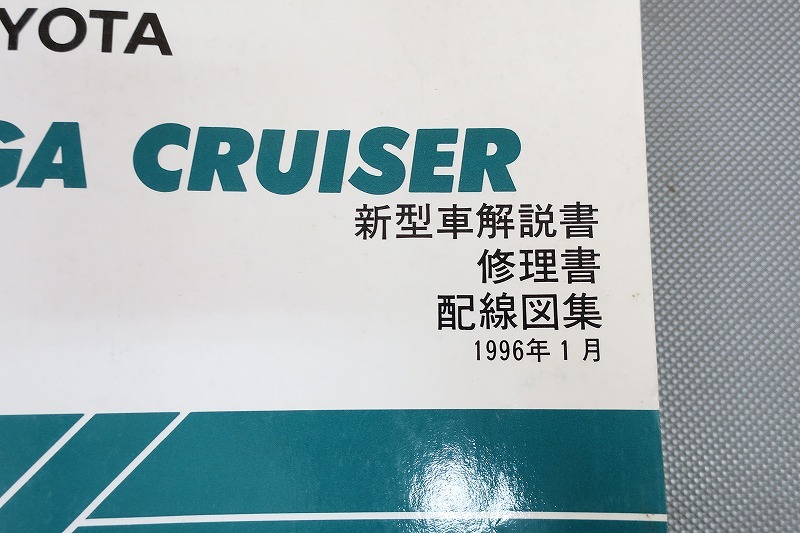 YOTA
GA CRUISER
新型車解説書
修理書
配線図集
1996年1月